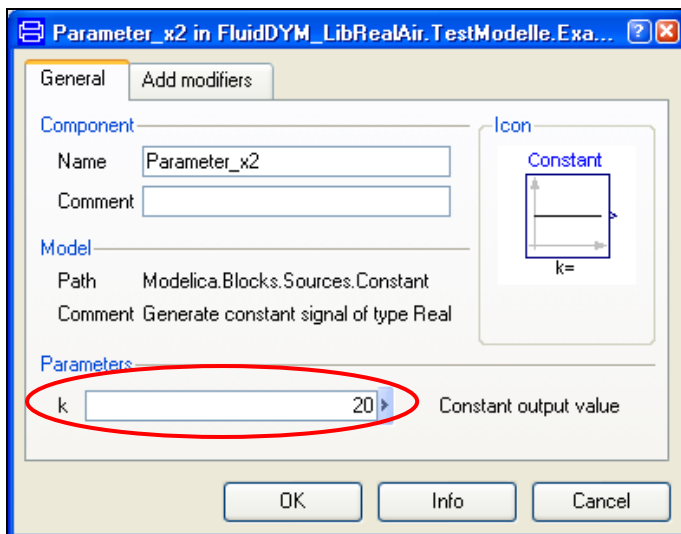 Parameter_x2 in FluidDYM_LibRealAir.TestModelle.Exa...
General Add modifiers
Component
Name Parameter_x2
Comment
Icon
Constant
k=
Model
Path Modelica.Blocks.Sources.Constant
Comment Generate constant signal of type Real
Parameters
k 20 Constant output value
OK Info Cancel